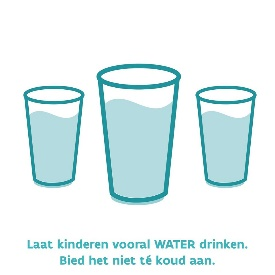 Laat kinderen vooral WATER drinken.
Bied het niet té koud aan.